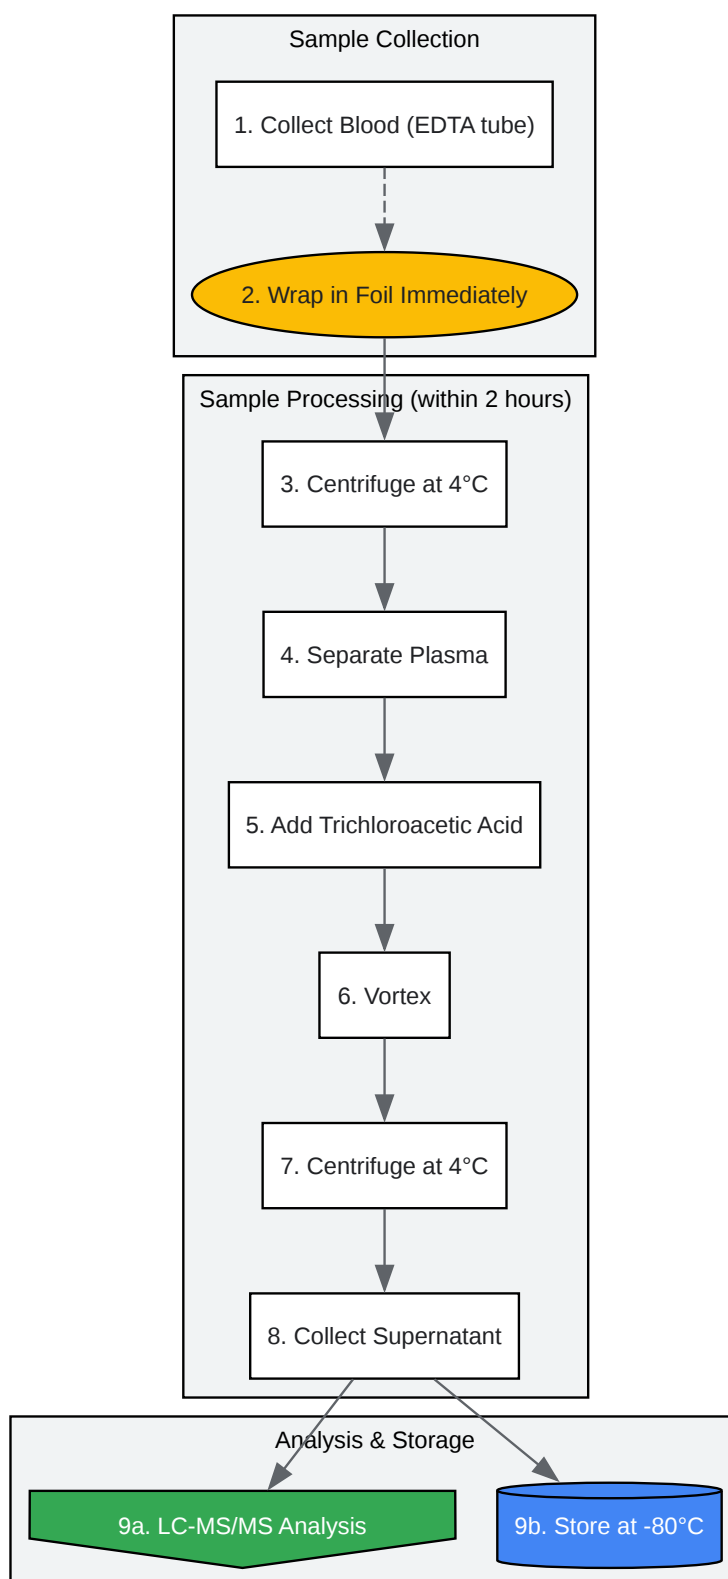 Sample Collection
1. Collect Blood (EDTA tube)
2. Wrap in Foil Immediately
Sample Processing (within 2 hours)
3. Centrifuge at 4°C
4. Separate Plasma
5. Add Trichloroacetic Acid
6. Vortex
7. Centrifuge at 4°C
8. Collect Supernatant
Analysis & Storage
9a. LC-MS/MS Analysis
9b. Store at -80°C